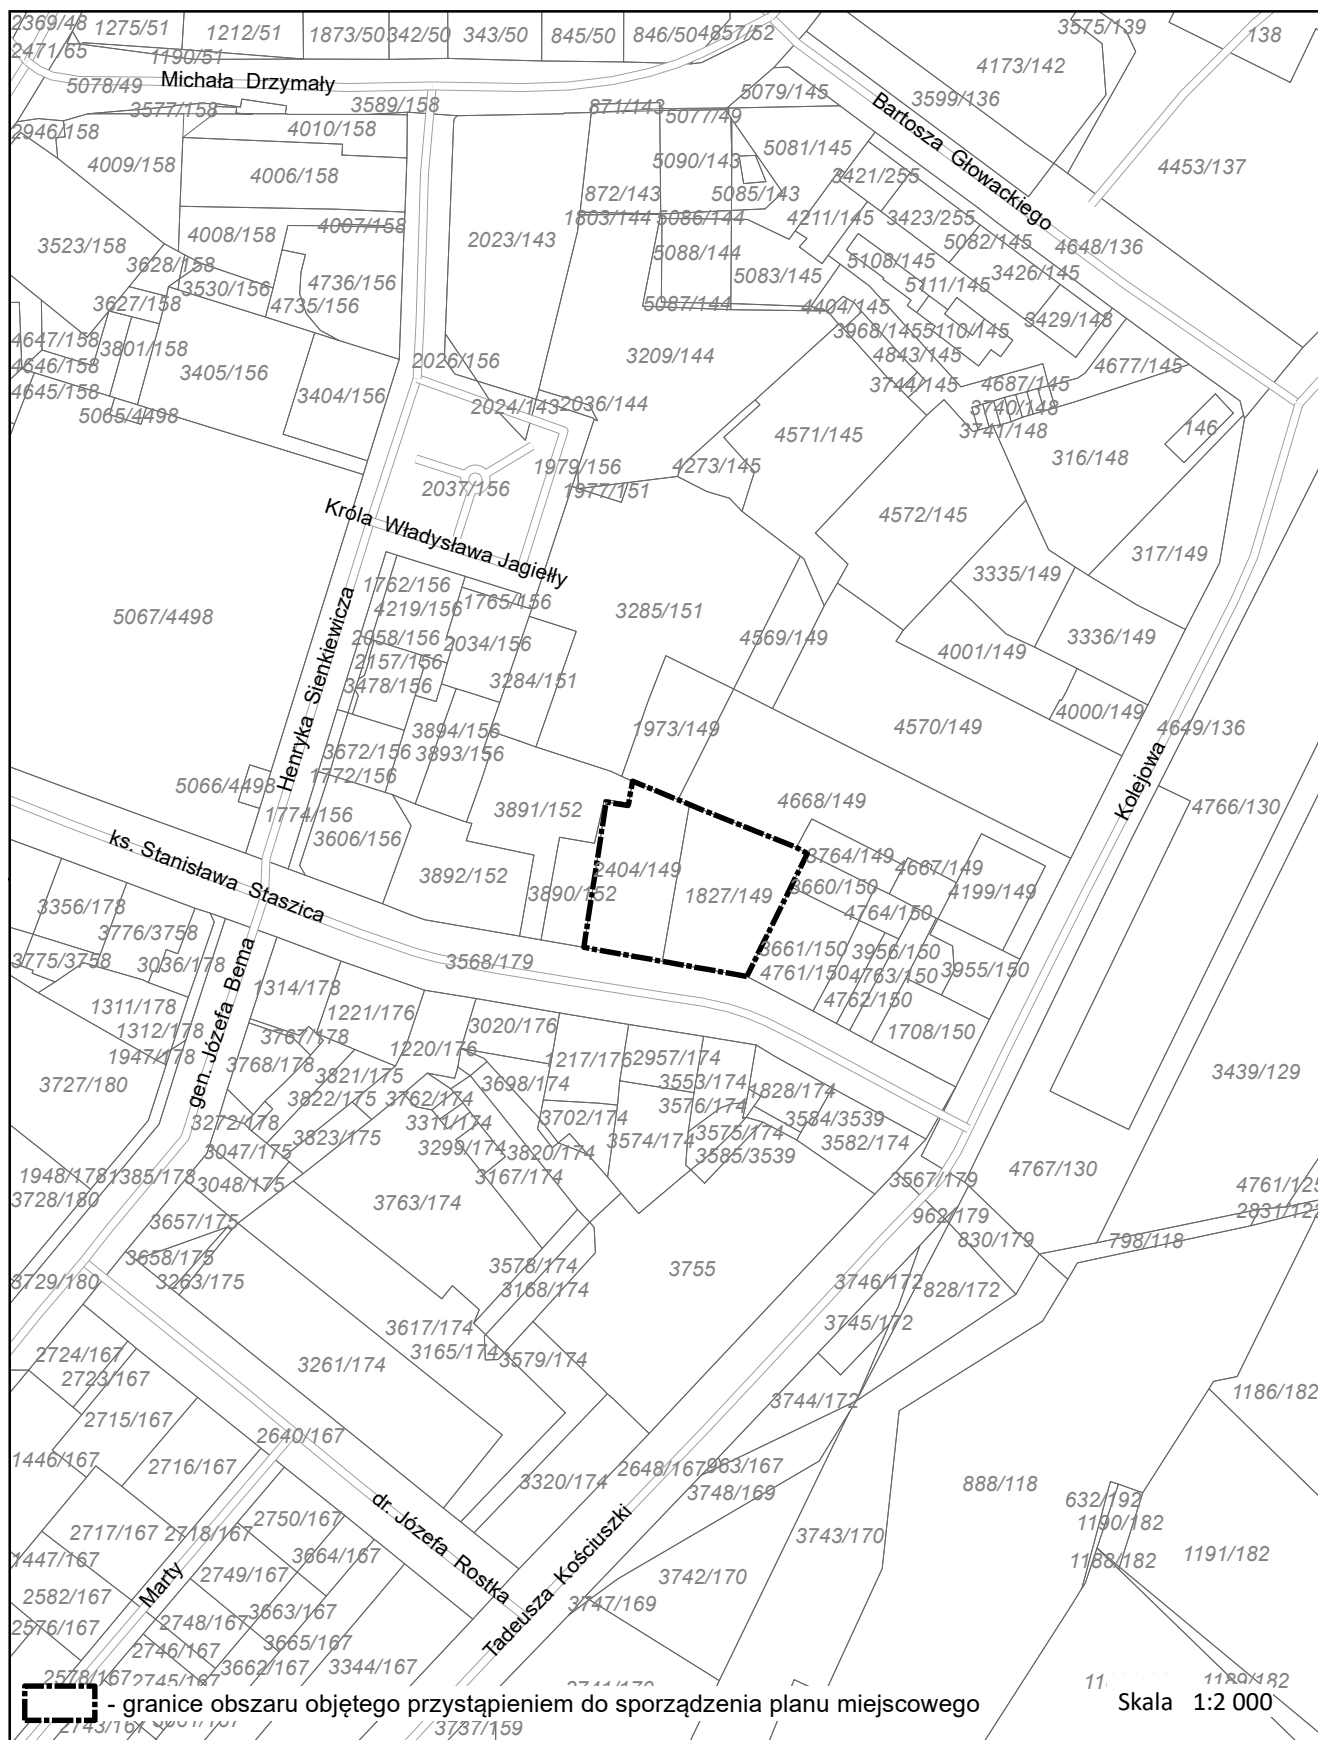 2369/48 1275/51 1212/51 1873/50 342/50 343/50 845/50 846/50 4857/52 3575/139 138
2471/65 1190/51 4173/142
5078/49 Michała Drzymały 5079/145 3599/136
3577/158 3589/158 871/143 5077/49 Bartosza Głowackiego
2946/158 4010/158 5081/145
4009/158 4006/158 5090/143 3421/255 4453/137
872/143 5085/143
4008/158 4007/158 1803/144 5086/144 4211/145 3423/255
3523/158 2023/143 5088/144 5082/145 4648/136
3628/158 3530/156 4736/156 5083/145 5108/145 3426/145
3627/158 4735/156 5087/144 4404/145 5111/145 3429/148
4647/158 3801/158 2026/156 3209/144 3968/145 5110/145
4646/158 3405/156 4843/145 4677/145
4645/158 3404/156 3744/145 4687/145
5065/4498 2024/143 2036/144 3740/148
4571/145 3741/148 146
1979/156 4273/145 316/148
2037/156 1977/151
Króla Władysława Jagiełły 4572/145
317/149
1762/156 1765/156 3335/149
5067/4498 4219/156 3285/151
2058/156 2034/156 4569/149 3336/149
2157/156 4001/149
3478/156 3284/151
Henryka Sienkiewicza 4000/149
3894/156 1973/149 4570/149 4649/136
3672/156 3893/156
5066/4498 1772/156 Kolejowa
1774/156 3891/152 4668/149 4766/130
3606/156
ks. Stanisława Staszica 3764/149
3892/152 2404/149 4667/149
3356/178 3890/152 1827/149 3660/150 4199/149
3776/3758 4764/150
3775/3758 3036/178 3568/179 3661/150 3956/150
1314/178 4761/150 4763/150 3955/150
1311/178 1221/176 4762/150
1312/178 gen. Józefa Bema 3767/178 3020/176 1708/150
1947/178 3768/178 1220/176 1217/176 2957/174
3727/180 3821/175 3698/174 3553/174 1828/174 3439/129
3822/175 3762/174 3576/174
3272/178 3311/174 3702/174 3584/3539
3823/175 3299/174 3574/174 3575/174 3582/174
3047/175 3820/174 3585/3539
1948/178 1385/178 3048/175 3167/174 3567/179 4767/130
3728/180 3763/174 4761/125
3657/175 962/179 2831/122
3658/175 830/179 798/118
3729/180 3263/175 3578/174 3755 3746/172
3168/174 828/172
3617/174 3745/172
2724/167 3261/174 3165/174 3579/174
2723/167 3744/172 1186/182
2715/167 2640/167
1446/167 2716/167 2648/167 963/167
3320/174 3748/169 888/118
dr. Józefa Rostka 632/192
2717/167 2718/167 2750/167 Tadeusza Kościuszki 3743/170 1190/182
1447/167 3664/167 1188/182 1191/182
2582/167 Marty 2749/167 3742/170
2576/167 2748/167 3663/167 3747/169
2746/167 3665/167
2578/167 2745/167 3662/167 3344/167 1189/182
- granice obszaru objętego przystąpieniem do sporządzenia planu miejscowego Skala 1:2 000
3737/159